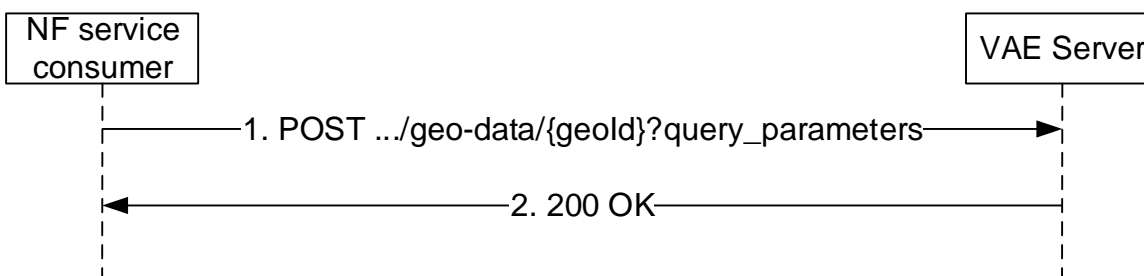 NF service
consumer
VAE Server
1. POST .../geo-data/{geoId}?query_parameters
2. 200 OK